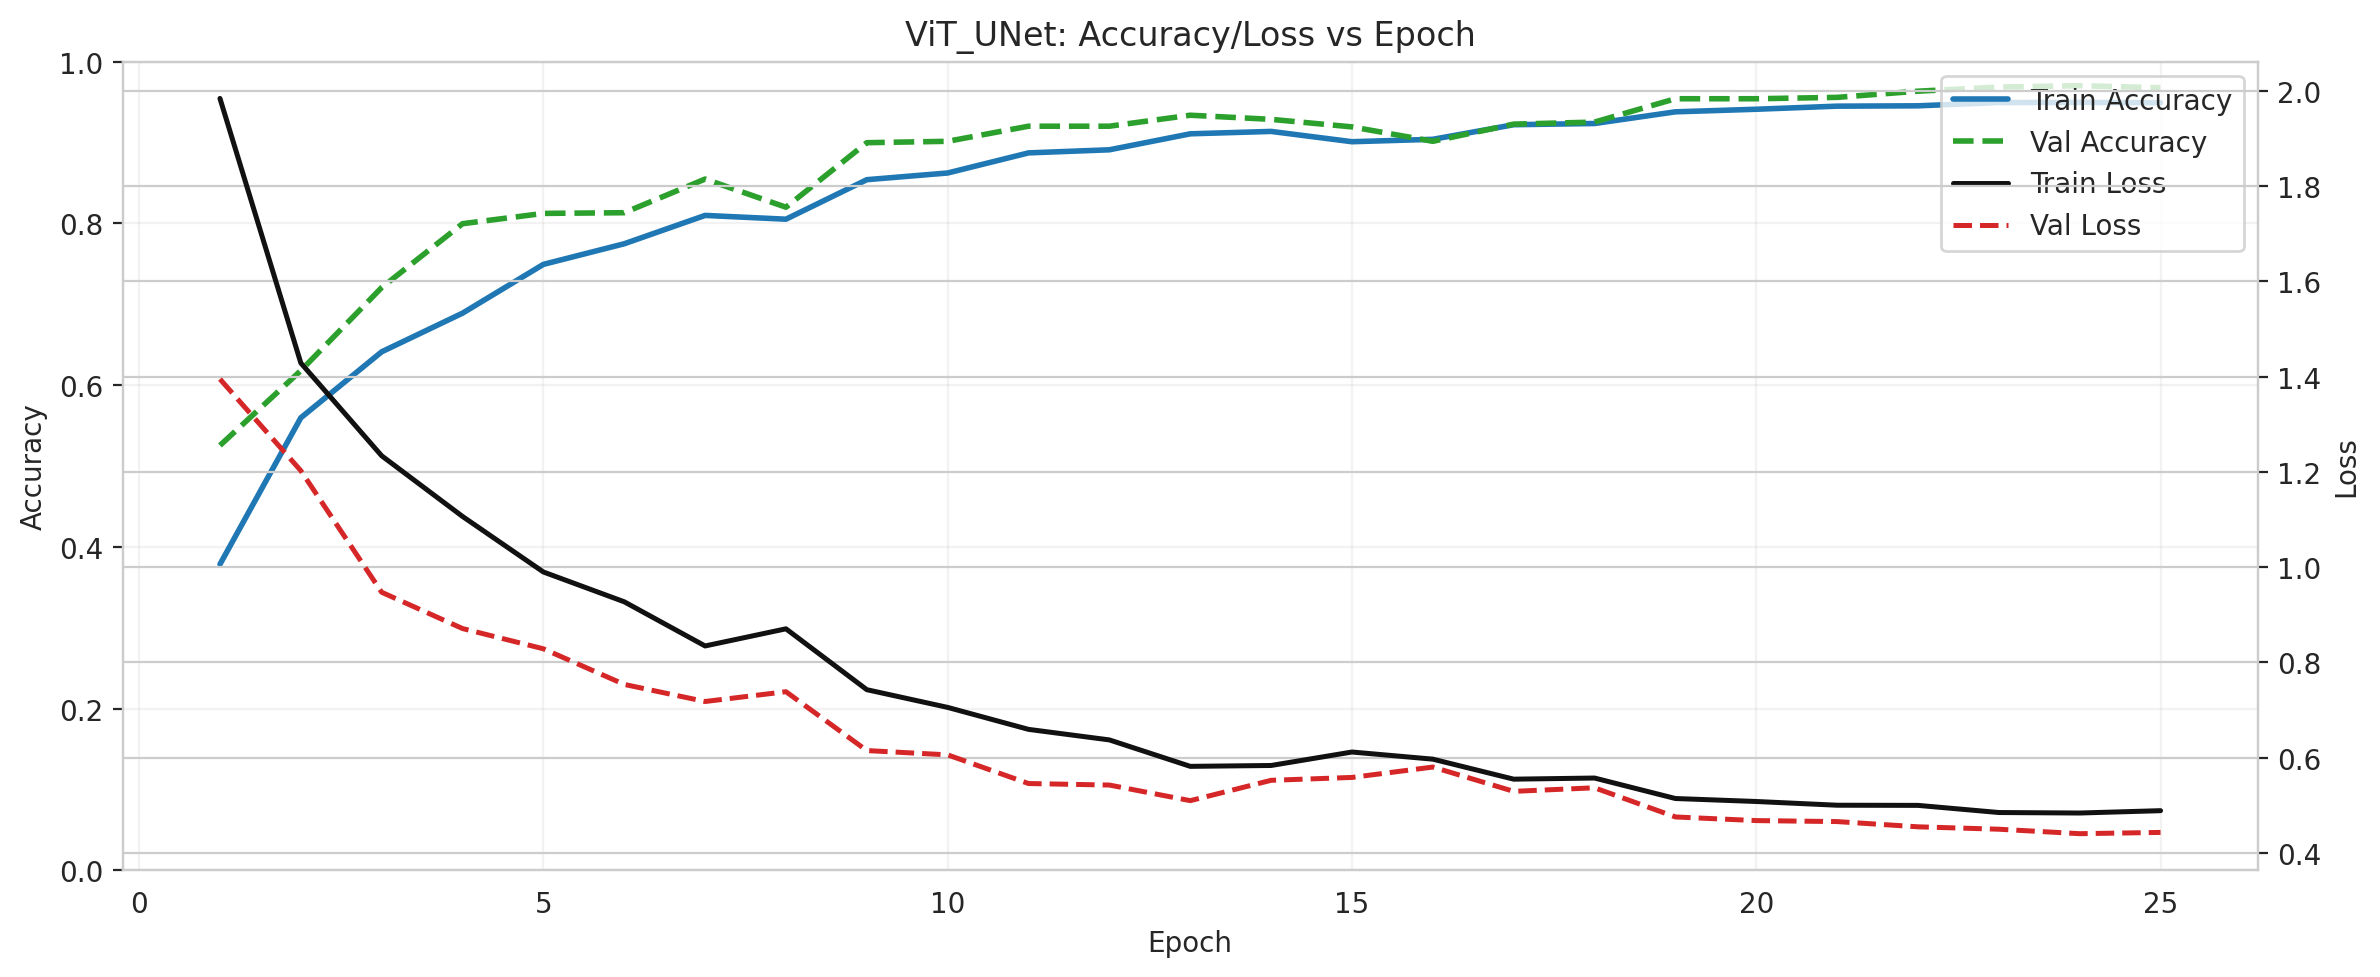 ViT_UNet: Accuracy/Loss vs Epoch
1.0
0.8
0.6
0.4
0.2
0.0
Accuracy
2.0
1.8
1.6
1.4
1.2
1.0
0.8
0.6
0.4
Loss
Train Accuracy
Val Accuracy
Train Loss
Val Loss
0 5 10 15 20 25
Epoch